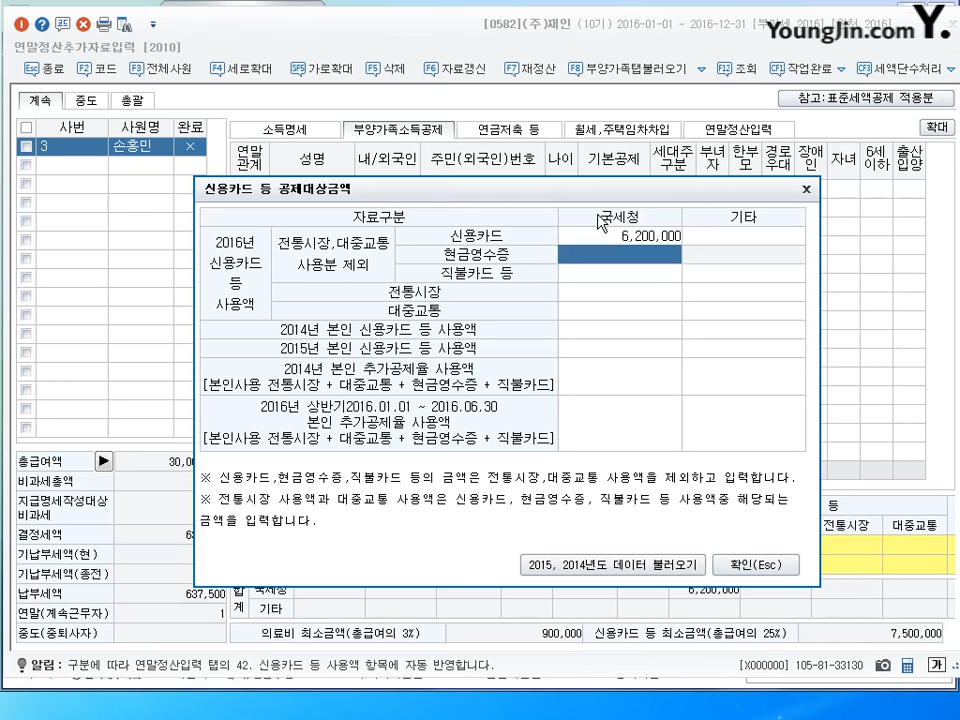 [0582](주)재인 (10기) 2016-01-01 ~ 2016-12-31
YoungJin.com Y.
연말정산추가자료입력 [2010]
Esc 종료 F2 코드 F3 전체사원 F4 세로확대 SF5 가로확대 F5 삭제 F6 자료갱신 F7 재정산 F8 부양가족탭불러오기 F12 조회 CF1 작업완료 CF3 세액단수처리
계속 중도 총괄 참고:표준세액공제 적용분
사번 사원명 완료
3 손흥민 ×
소득명세 부양가족소득공제 연금저축 등 월세,주택임차차입 연말정산입력 확대
연말관계 성명 내/외국인 주민(외국인)번호 나이 기본공제 세대주구분 부녀자 한부모 경로우대 장애인 자녀 6세이하 출산입양
신용카드 등 공제대상금액 x
자료구분 국세청 기타
2016년 신용카드 등 사용액
전통시장,대중교통 사용분 제외
신용카드 6,200,000
현금영수증
직불카드 등
전통시장
대중교통
2014년 본인 신용카드 등 사용액
2015년 본인 신용카드 등 사용액
2014년 본인 추가공제율 사용액
[본인사용 전통시장 + 대중교통 + 현금영수증 + 직불카드]
2016년 상반기2016.01.01 ~ 2016.06.30
본인 추가공제율 사용액
[본인사용 전통시장 + 대중교통 + 현금영수증 + 직불카드]
※ 신용카드,현금영수증,직불카드 등의 금액은 전통시장,대중교통 사용액을 제외하고 입력합니다.
※ 전통시장 사용액과 대중교통 사용액은 신용카드, 현금영수증, 직불카드 등 사용액중 해당되는
금액을 입력합니다.
2015, 2014년도 데이터 불러오기 확인(Esc)
총급여액 30,0
비과세총액
지급명세작성대상
비과세
결정세액
기납부세액(현)
기납부세액(종전)
납부세액 637,500
연말(계속근무자) 1
중도(중퇴사자)
등
전통시장 대중교통
합계 국세청 6,200,000
기타
의료비 최소금액(총급여의 3%) 900,000 신용카드 등 최소금액(총급여의 25%) 7,500,000
알림 : 구분에 따라 연말정산입력 탭의 42. 신용카드 등 사용액 항목에 자동 반영합니다.
[X000000] 105-81-33130 가